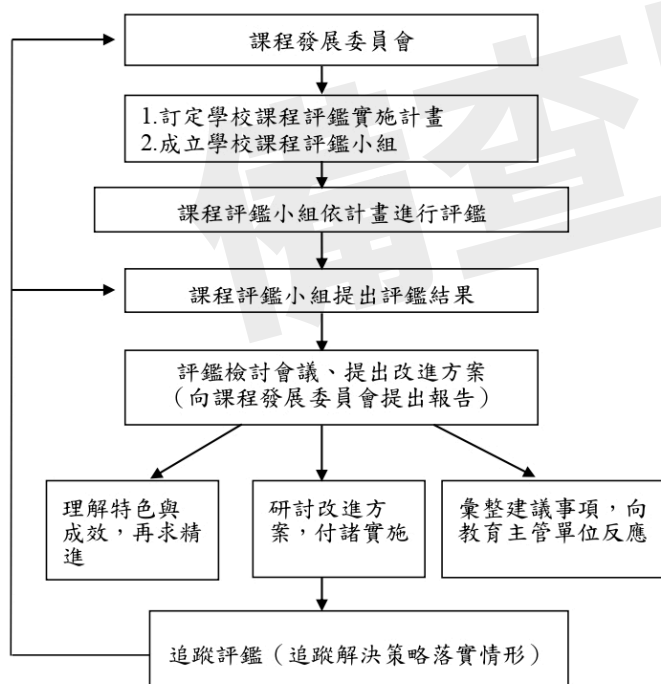 課程發展委員會
1.訂定學校課程評鑑實施計畫
2.成立學校課程評鑑小組
課程評鑑小組依計畫進行評鑑
課程評鑑小組提出評鑑結果
評鑑檢討會議、提出改進方案
（向課程發展委員會提出報告）
理解特色與
成效，再求精
進
研討改進方
案，付諸實施
彙整建議事項，向
教育主管單位反應
追蹤評鑑（追蹤解決策略落實情形）
備查